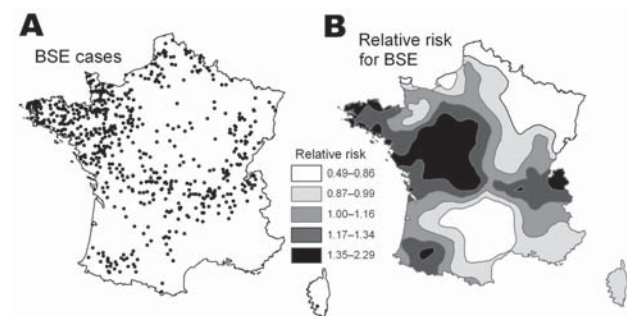 A
BSE cases
B
Relative risk
for BSE
Relative risk
0.49–0.86
0.87–0.99
1.00–1.16
1.17–1.34
1.35–2.29